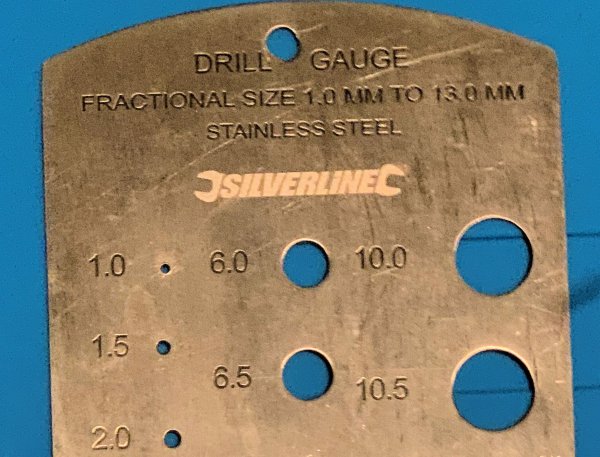 DRILL GAUGE
FRACTIONAL SIZE 1.0 MM TO 13.0 MM
STAINLESS STEEL
SILVERLINE
1.0 6.0 10.0
1.5 6.5 10.5
2.0